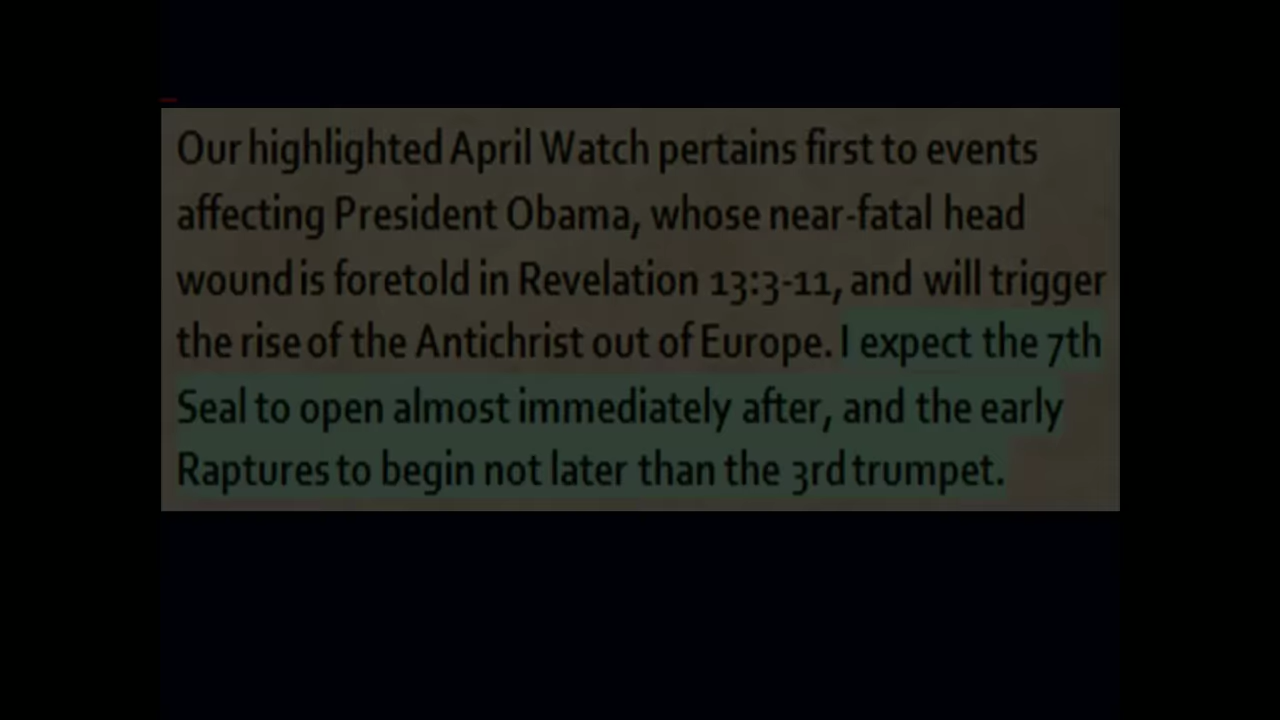 Our highlighted April Watch pertains first to events
affecting President Obama, whose near-fatal head
wound is foretold in Revelation 13:3-11, and will trigger
the rise of the Antichrist out of Europe. I expect the 7th
Seal to open almost immediately after, and the early
Raptures to begin not later than the 3rd trumpet.